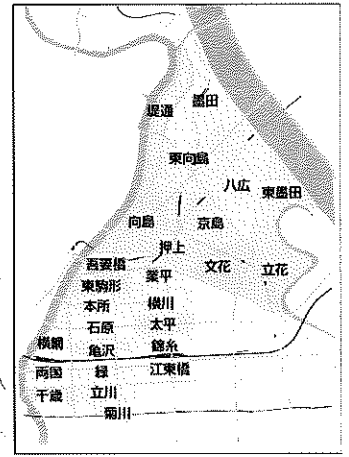 墨田
堤通
東向島
八広
東墨田
向島
京島
押上
吾妻橋
業平
文花
立花
東駒形
本所
横川
石原
太平
横網
亀沢
錦糸
両国
緑
江東橋
千歳
立川
菊川